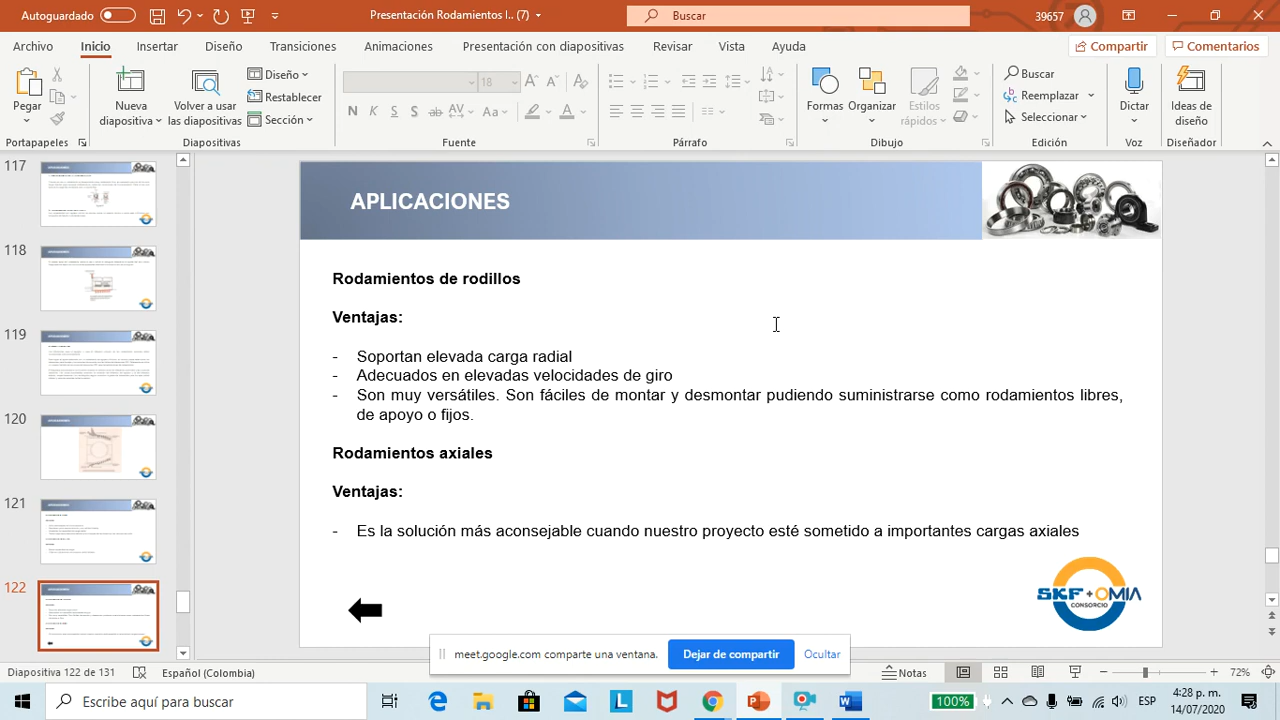 Autoguardado
Presentación Rodamientos I.. (7)
Buscar
39657
Archivo
Inicio
Insertar
Diseño
Transiciones
Animaciones
Presentación con diapositivas
Revisar
Vista
Ayuda
Compartir
Comentarios
Pegar
Nueva diapositiva
Volver a usar las diapositivas
Diseño
Restablecer
Sección
18
N K S S ab AV Aa A
Formas
Organizar
Estilos rápidos
Buscar
Reemplazar
Seleccionar
Dictar
Ideas de diseño
Portapapeles
Diapositivas
Fuente
Párrafo
Dibujo
Edición
Voz
Diseñador
117
118
119
120
121
122
APLICACIONES
Rodamientos de rodillos
Ventajas:
- Soportan elevada carga radial
- Adecuados en elevadas velocidades de giro
- Son muy versátiles. Son fáciles de montar y desmontar pudiendo suministrarse como rodamientos libres,
de apoyo o fijos.
Rodamientos axiales
Ventajas:
- Es la solución mas aconsejable cuando nuestro proyecto este sometido a importantes cargas axiales
SKF + OMIA
CONSORCIO
meet.google.com comparte una ventana.
Dejar de compartir
Ocultar
Diapositiva 122 de 131
Español (Colombia)
Notas
72%
Escribe aquí para buscar
100%
ESP
4:28 p. m.
14/07/2020